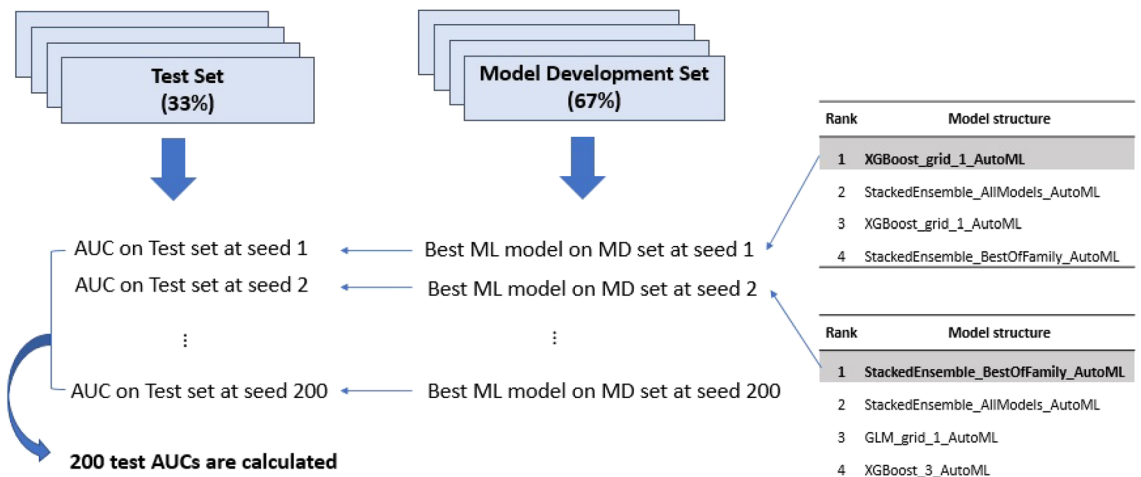 Test Set
(33%)
Model Development Set
(67%)
AUC on Test set at seed 1
Best ML model on MD set at seed 1
AUC on Test set at seed 2
Best ML model on MD set at seed 2
⋮
⋮
AUC on Test set at seed 200
Best ML model on MD set at seed 200
200 test AUCs are calculated
Rank Model structure
1 XGBoost_grid_1_AutoML
2 StackedEnsemble_AllModels_AutoML
3 XGBoost_grid_1_AutoML
4 StackedEnsemble_BestOfFamily_AutoML
Rank Model structure
1 StackedEnsemble_BestOfFamily_AutoML
2 StackedEnsemble_AllModels_AutoML
3 GLM_grid_1_AutoML
4 XGBoost_3_AutoML